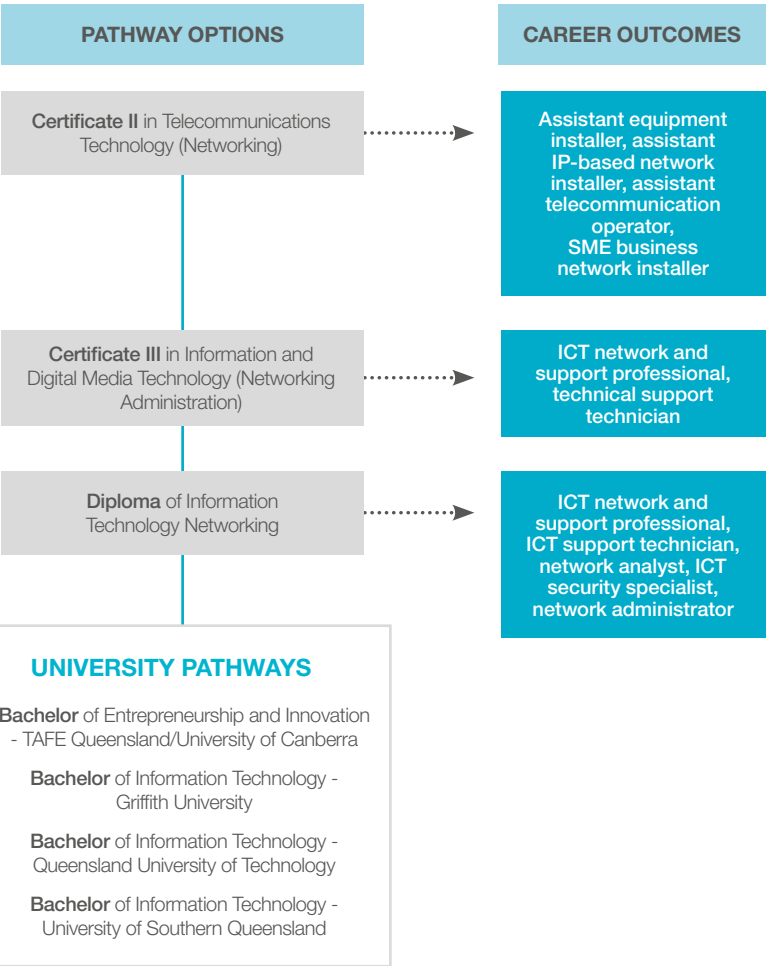 PATHWAY OPTIONS
CAREER OUTCOMES
Certificate II in Telecommunications
Technology (Networking)
Assistant equipment
installer, assistant
IP-based network
installer, assistant
telecommunication
operator,
SME business
network installer
Certificate III in Information and
Digital Media Technology (Networking
Administration)
ICT network and
support professional,
technical support
technician
Diploma of Information
Technology Networking
ICT network and
support professional,
ICT support technician,
network analyst, ICT
security specialist,
network administrator
UNIVERSITY PATHWAYS
Bachelor of Entrepreneurship and Innovation
- TAFE Queensland/University of Canberra
Bachelor of Information Technology -
Griffith University
Bachelor of Information Technology -
Queensland University of Technology
Bachelor of Information Technology -
University of Southern Queensland